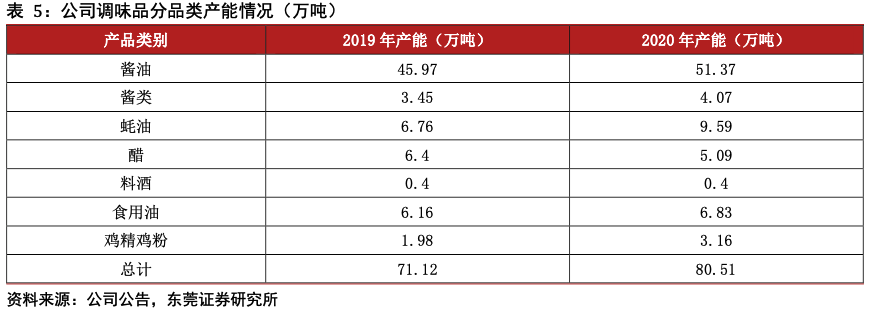 表 5：公司调味品分品类产能情况（万吨）
产品类别 2019 年产能（万吨） 2020 年产能（万吨）
酱油 45.97 51.37
酱类 3.45 4.07
蚝油 6.76 9.59
醋 6.4 5.09
料酒 0.4 0.4
食用油 6.16 6.83
鸡精鸡粉 1.98 3.16
总计 71.12 80.51
资料来源：公司公告，东莞证券研究所